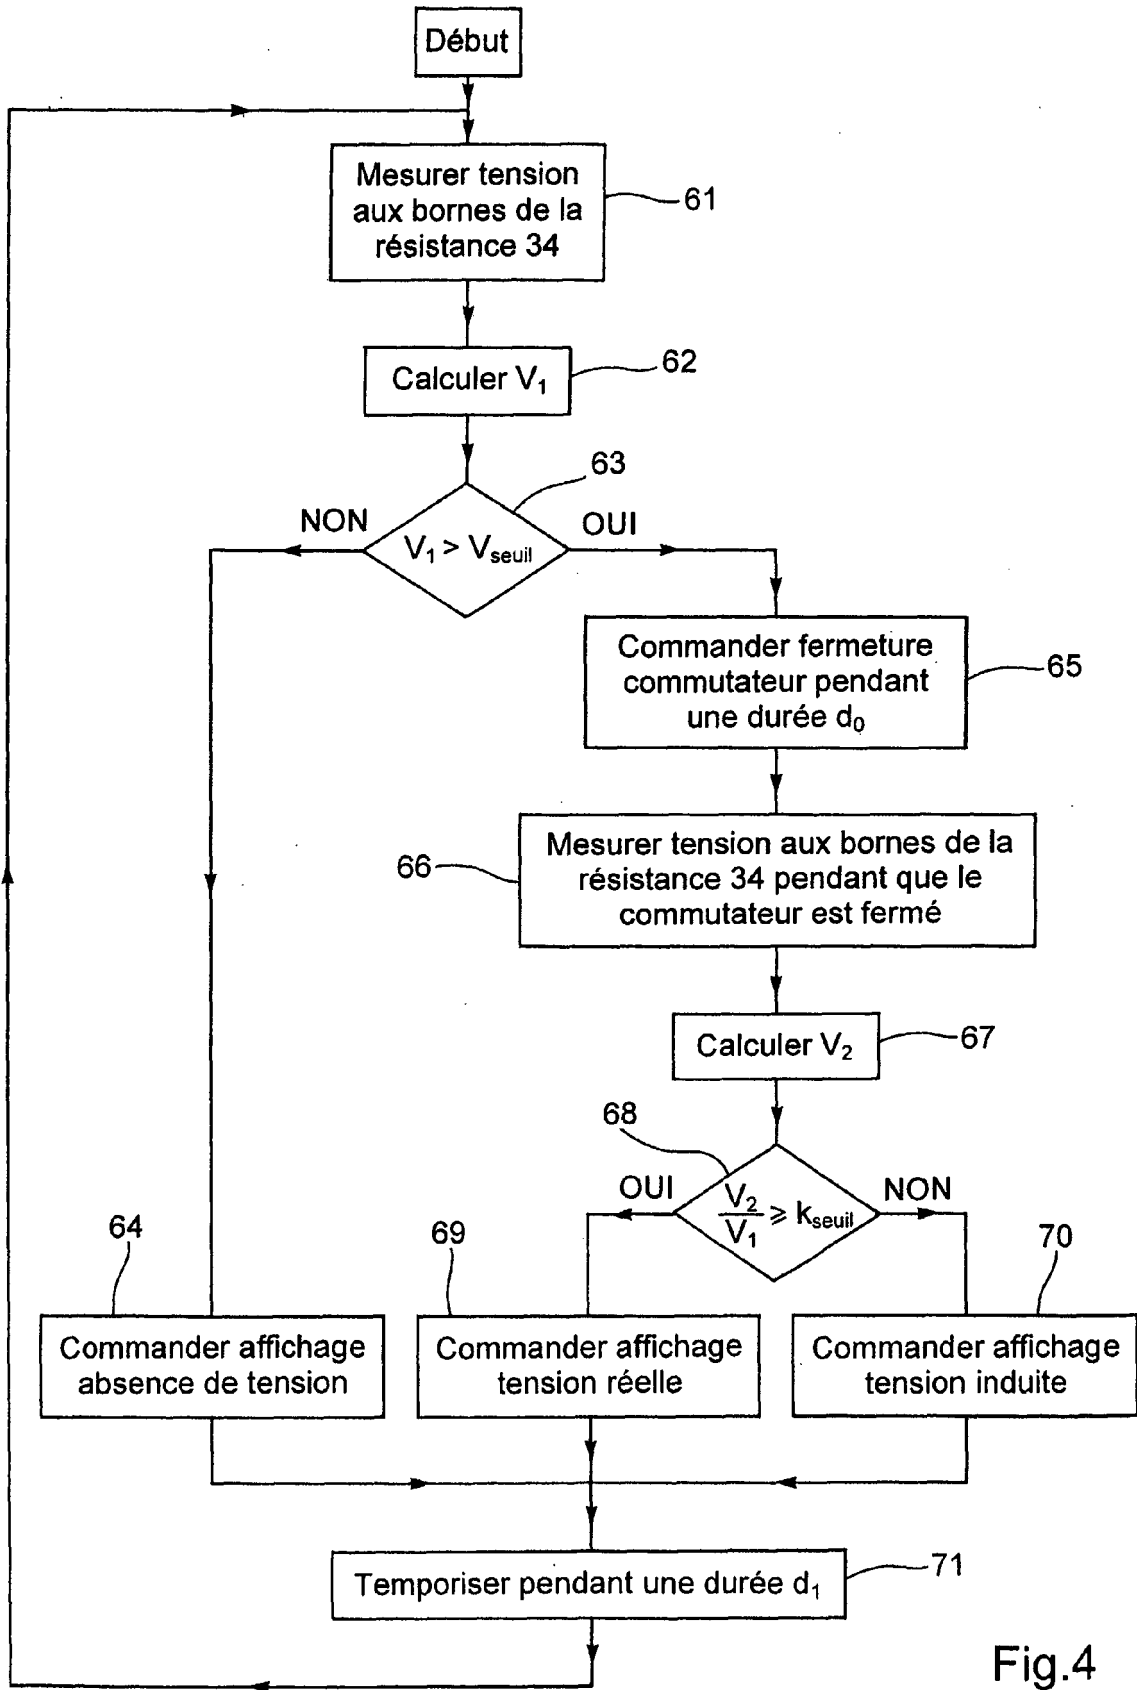 Début
Mesurer tension
aux bornes de la
résistance 34
61
Calculer V₁
62
63
NON
V₁ > Vseuil
OUI
Commander fermeture
commutateur pendant
une durée d₀
65
66
Mesurer tension aux bornes de la
résistance 34 pendant que le
commutateur est fermé
Calculer V₂
67
68
OUI
V₂
V₁
⩾ kseuil
NON
64
69
70
Commander affichage
absence de tension
Commander affichage
tension réelle
Commander affichage
tension induite
Temporiser pendant une durée d₁
71
Fig.4